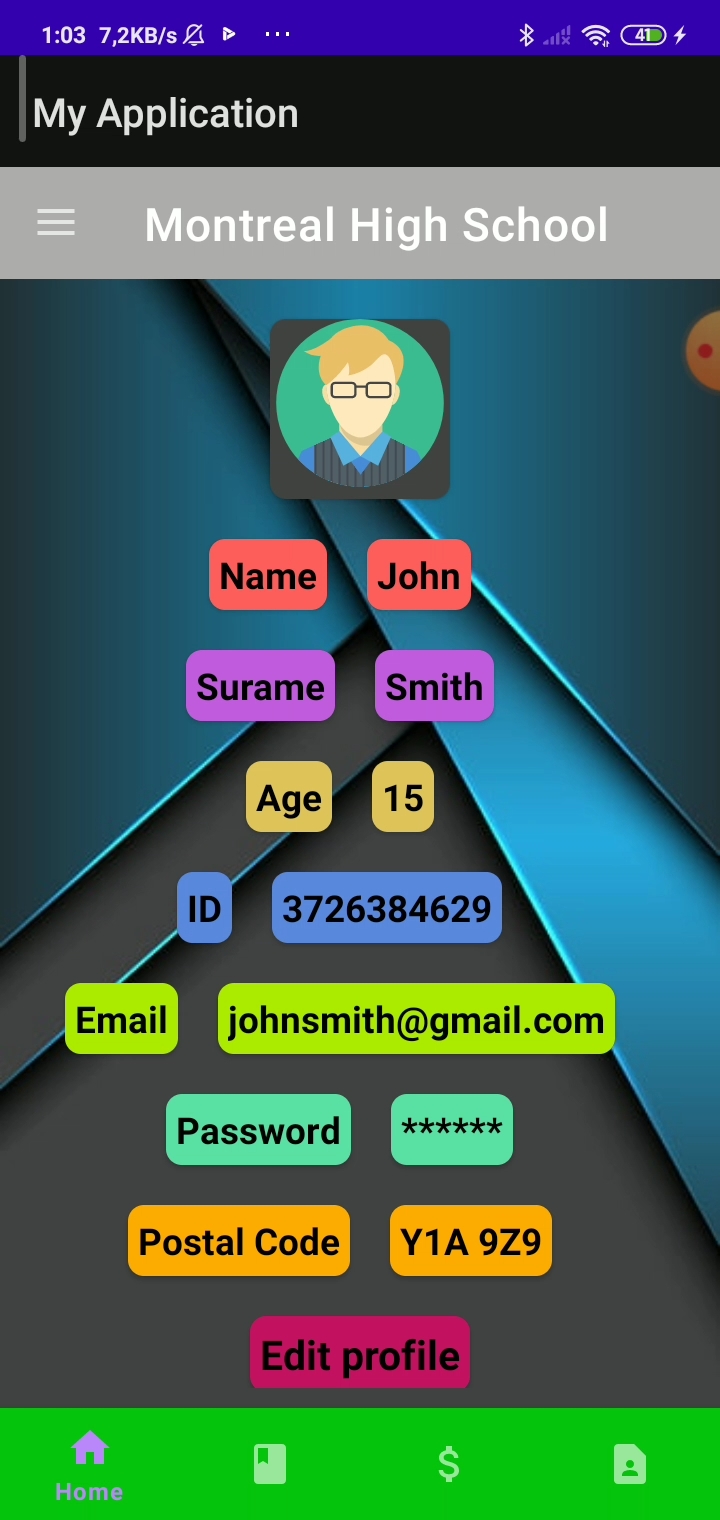 1:03 7,2KB/s ... 41
My Application
Montreal High School
Name John
Surame Smith
Age 15
ID 3726384629
Email johnsmith@gmail.com
Password ******
Postal Code Y1A 9Z9
Edit profile
$
Home